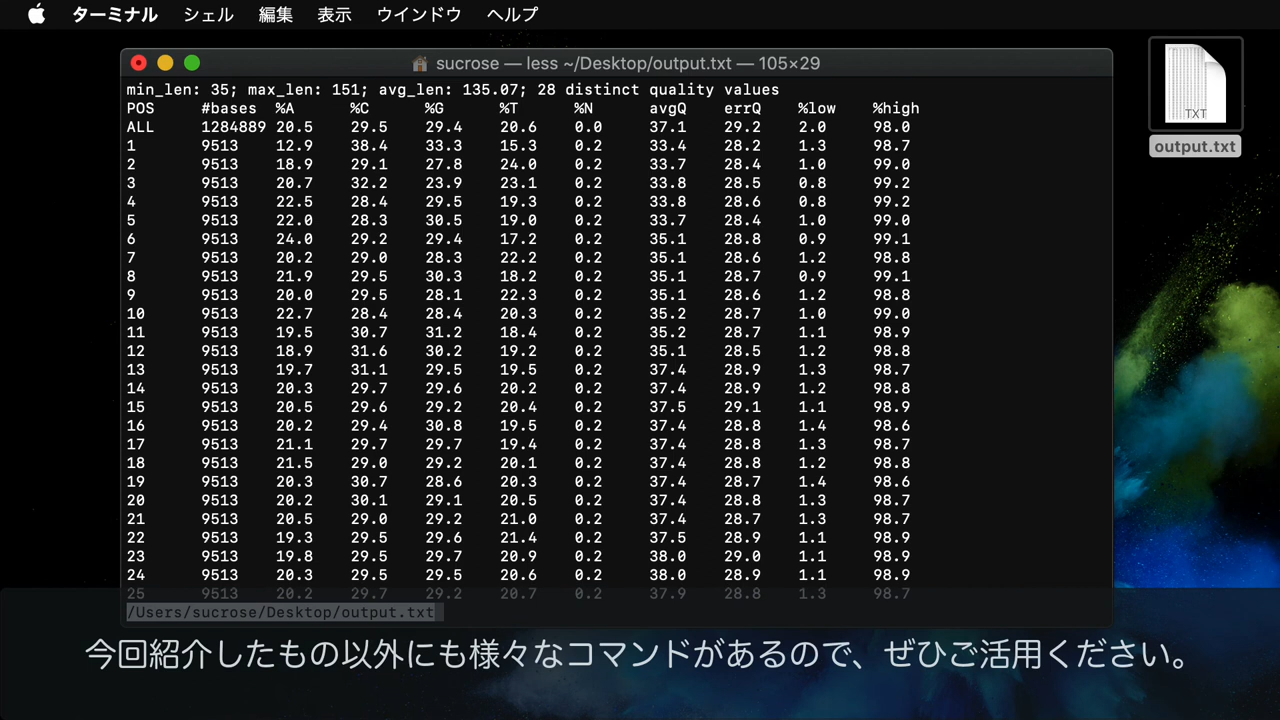 ターミナル シェル 編集 表示 ウインドウ ヘルプ
sucrose — less ~/Desktop/output.txt — 105×29
TXT
output.txt
min_len: 35; max_len: 151; avg_len: 135.07; 28 distinct quality values
POS #bases %A %C %G %T %N avgQ errQ %low %high
ALL 1284889 20.5 29.5 29.4 20.6 0.0 37.1 29.2 2.0 98.0
1 9513 12.9 38.4 33.3 15.3 0.2 33.4 28.2 1.3 98.7
2 9513 18.9 29.1 27.8 24.0 0.2 33.7 28.4 1.0 99.0
3 9513 20.7 32.2 23.9 23.1 0.2 33.8 28.5 0.8 99.2
4 9513 22.5 28.4 29.5 19.3 0.2 33.8 28.6 0.8 99.2
5 9513 22.0 28.3 30.5 19.0 0.2 33.7 28.4 1.0 99.0
6 9513 24.0 29.2 29.4 17.2 0.2 35.1 28.8 0.9 99.1
7 9513 20.2 29.0 28.3 22.2 0.2 35.1 28.6 1.2 98.8
8 9513 21.9 29.5 30.3 18.2 0.2 35.1 28.7 0.9 99.1
9 9513 20.0 29.5 28.1 22.3 0.2 35.1 28.6 1.2 98.8
10 9513 22.7 28.4 28.4 20.3 0.2 35.2 28.7 1.0 99.0
11 9513 19.5 30.7 31.2 18.4 0.2 35.2 28.7 1.1 98.9
12 9513 18.9 31.6 30.2 19.2 0.2 35.1 28.5 1.2 98.8
13 9513 19.7 31.1 29.5 19.5 0.2 37.4 28.9 1.3 98.7
14 9513 20.3 29.7 29.6 20.2 0.2 37.4 28.9 1.2 98.8
15 9513 20.5 29.6 29.2 20.4 0.2 37.5 29.1 1.1 98.9
16 9513 20.2 29.4 30.8 19.5 0.2 37.4 28.8 1.4 98.6
17 9513 21.1 29.7 29.7 19.4 0.2 37.4 28.8 1.3 98.7
18 9513 21.5 29.0 29.2 20.1 0.2 37.4 28.8 1.2 98.8
19 9513 20.3 30.7 28.6 20.3 0.2 37.4 28.7 1.4 98.6
20 9513 20.2 30.1 29.1 20.5 0.2 37.4 28.8 1.3 98.7
21 9513 20.5 29.0 29.2 21.0 0.2 37.4 28.7 1.3 98.7
22 9513 19.3 29.5 29.6 21.4 0.2 37.5 28.9 1.1 98.9
23 9513 19.8 29.5 29.7 20.9 0.2 38.0 29.0 1.1 98.9
24 9513 20.3 29.5 29.5 20.6 0.2 38.0 28.9 1.1 98.9
25 9513 20.2 29.7 29.2 20.7 0.2 37.9 28.8 1.3 98.7
/Users/sucrose/Desktop/output.txt
今回紹介したもの以外にも様々なコマンドがあるので、ぜひご活用ください。